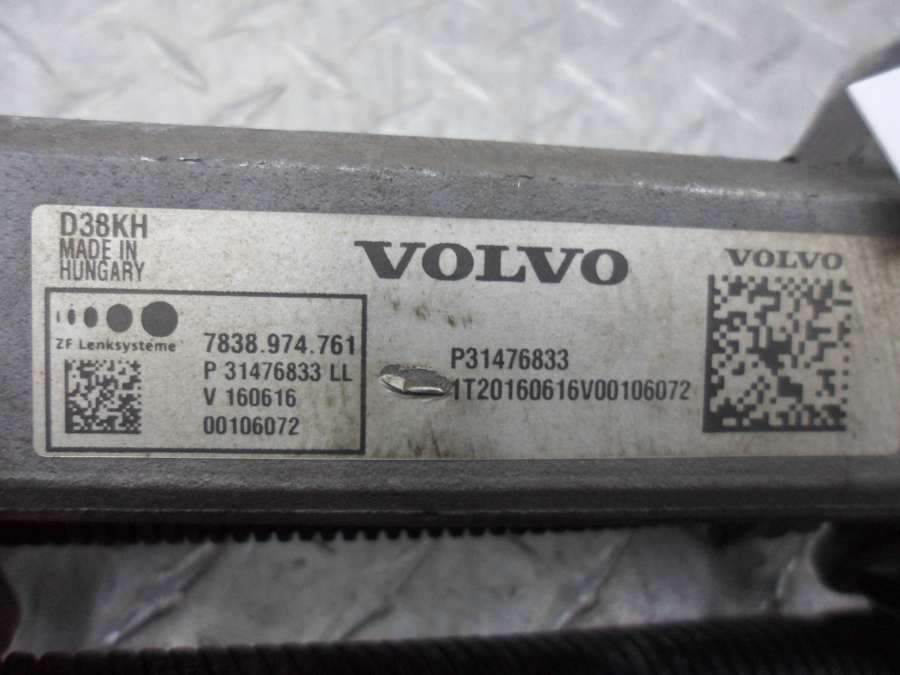 D38KH
MADE IN
HUNGARY
VOLVO
VOLVO
ZF Lenksysteme
7838.974.761
P 31476833 LL
V 160616
00106072
P31476833
1T20160616V00106072